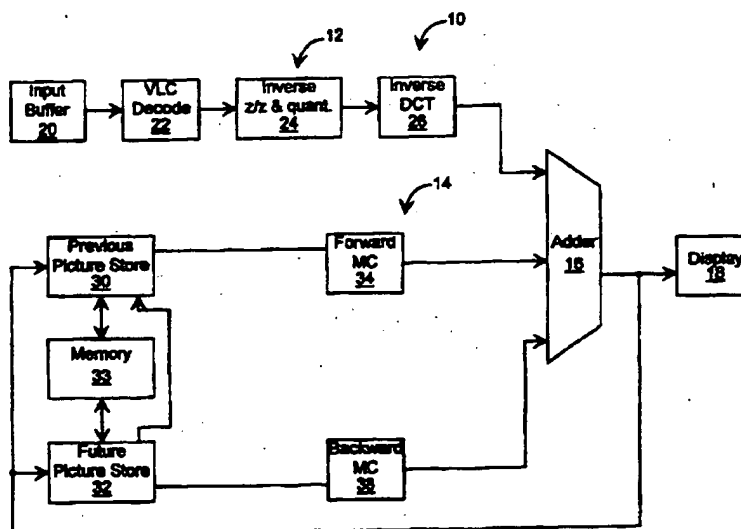 12
10
Input
Buffer
20
VLC
Decode
22
Inverse
z/z & quant.
24
Inverse
DCT
26
14
Previous
Picture Store
30
Forward
MC
34
Adder
16
Display
18
Memory
33
Future
Picture Store
32
Backward
MC
38